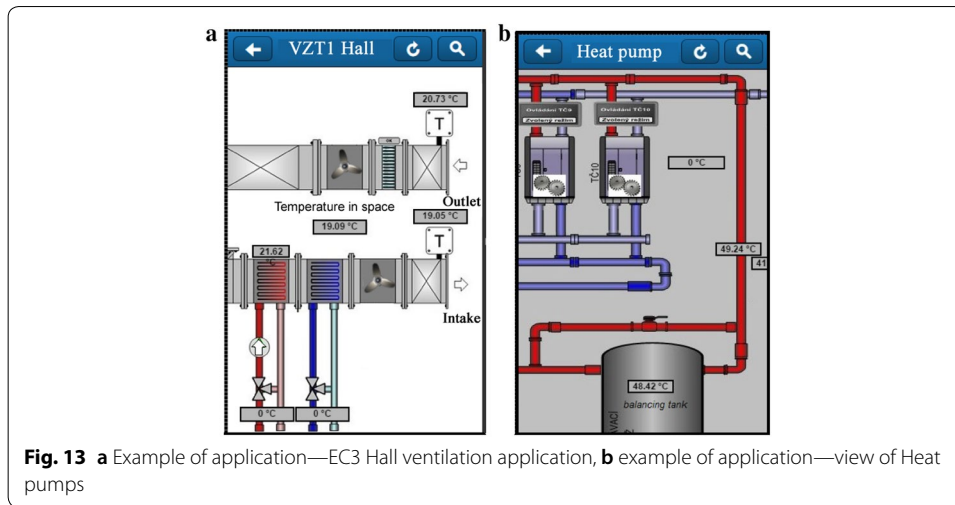 a
VZT1 Hall
20.73 °C
T
Outlet
Temperature in space
19.09 °C
19.05 °C
T
21.62
°C
Intake
0 °C
0 °C
b
Heat pump
Ovládání TČ9
Zvolený režim
Ovládání TČ10
Zvolený režim
TČ10
0 °C
49.24 °C
41
48.42 °C
balancing tank
VACÍ
Fig. 13 a Example of application—EC3 Hall ventilation application, b example of application—view of Heat
pumps